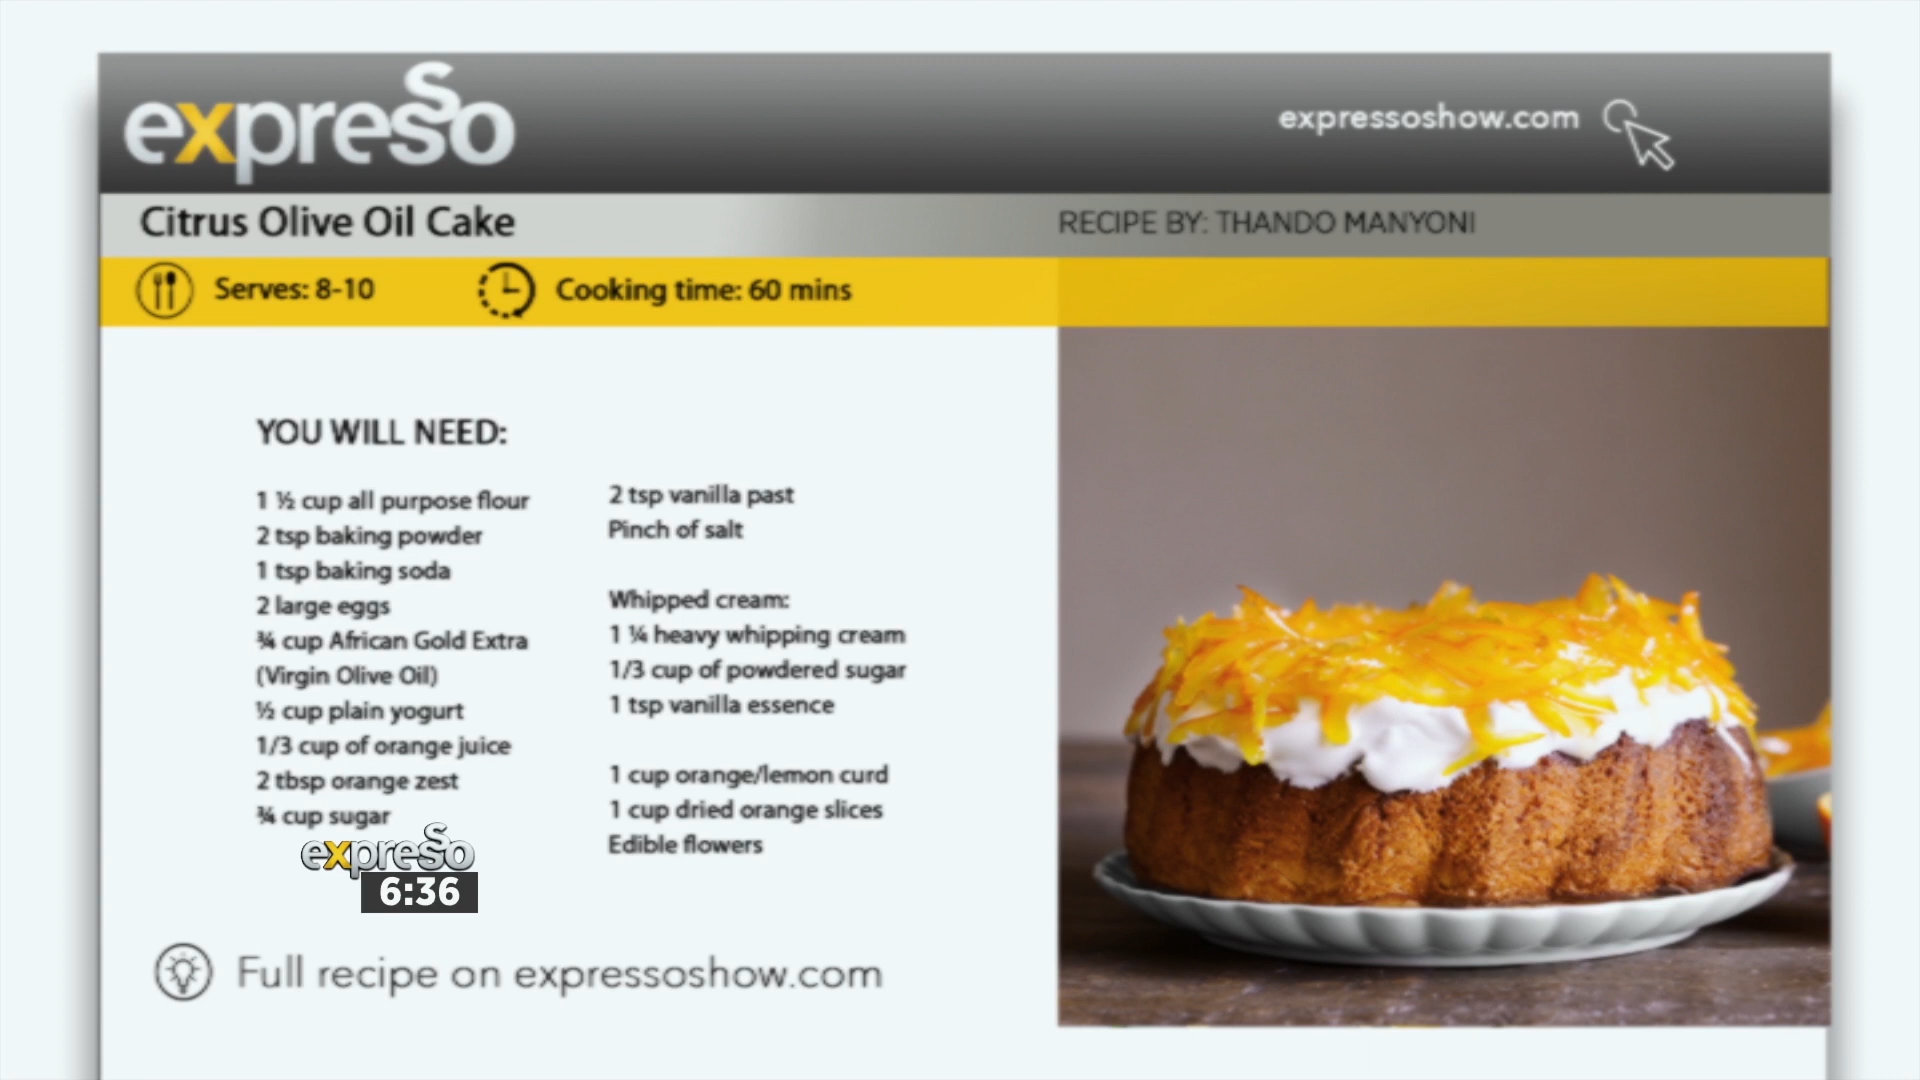 expresso
expressoshow.com
Citrus Olive Oil Cake
RECIPE BY: THANDO MANYONI
Serves: 8-10
Cooking time: 60 mins
YOU WILL NEED:
1 ½ cup all purpose flour
2 tsp baking powder
1 tsp baking soda
2 large eggs
¾ cup African Gold Extra
(Virgin Olive Oil)
½ cup plain yogurt
1/3 cup of orange juice
2 tbsp orange zest
¾ cup sugar
2 tsp vanilla past
Pinch of salt
Whipped cream:
1 ¼ heavy whipping cream
1/3 cup of powdered sugar
1 tsp vanilla essence
1 cup orange/lemon curd
1 cup dried orange slices
Edible flowers
expresso
6:36
Full recipe on expressoshow.com